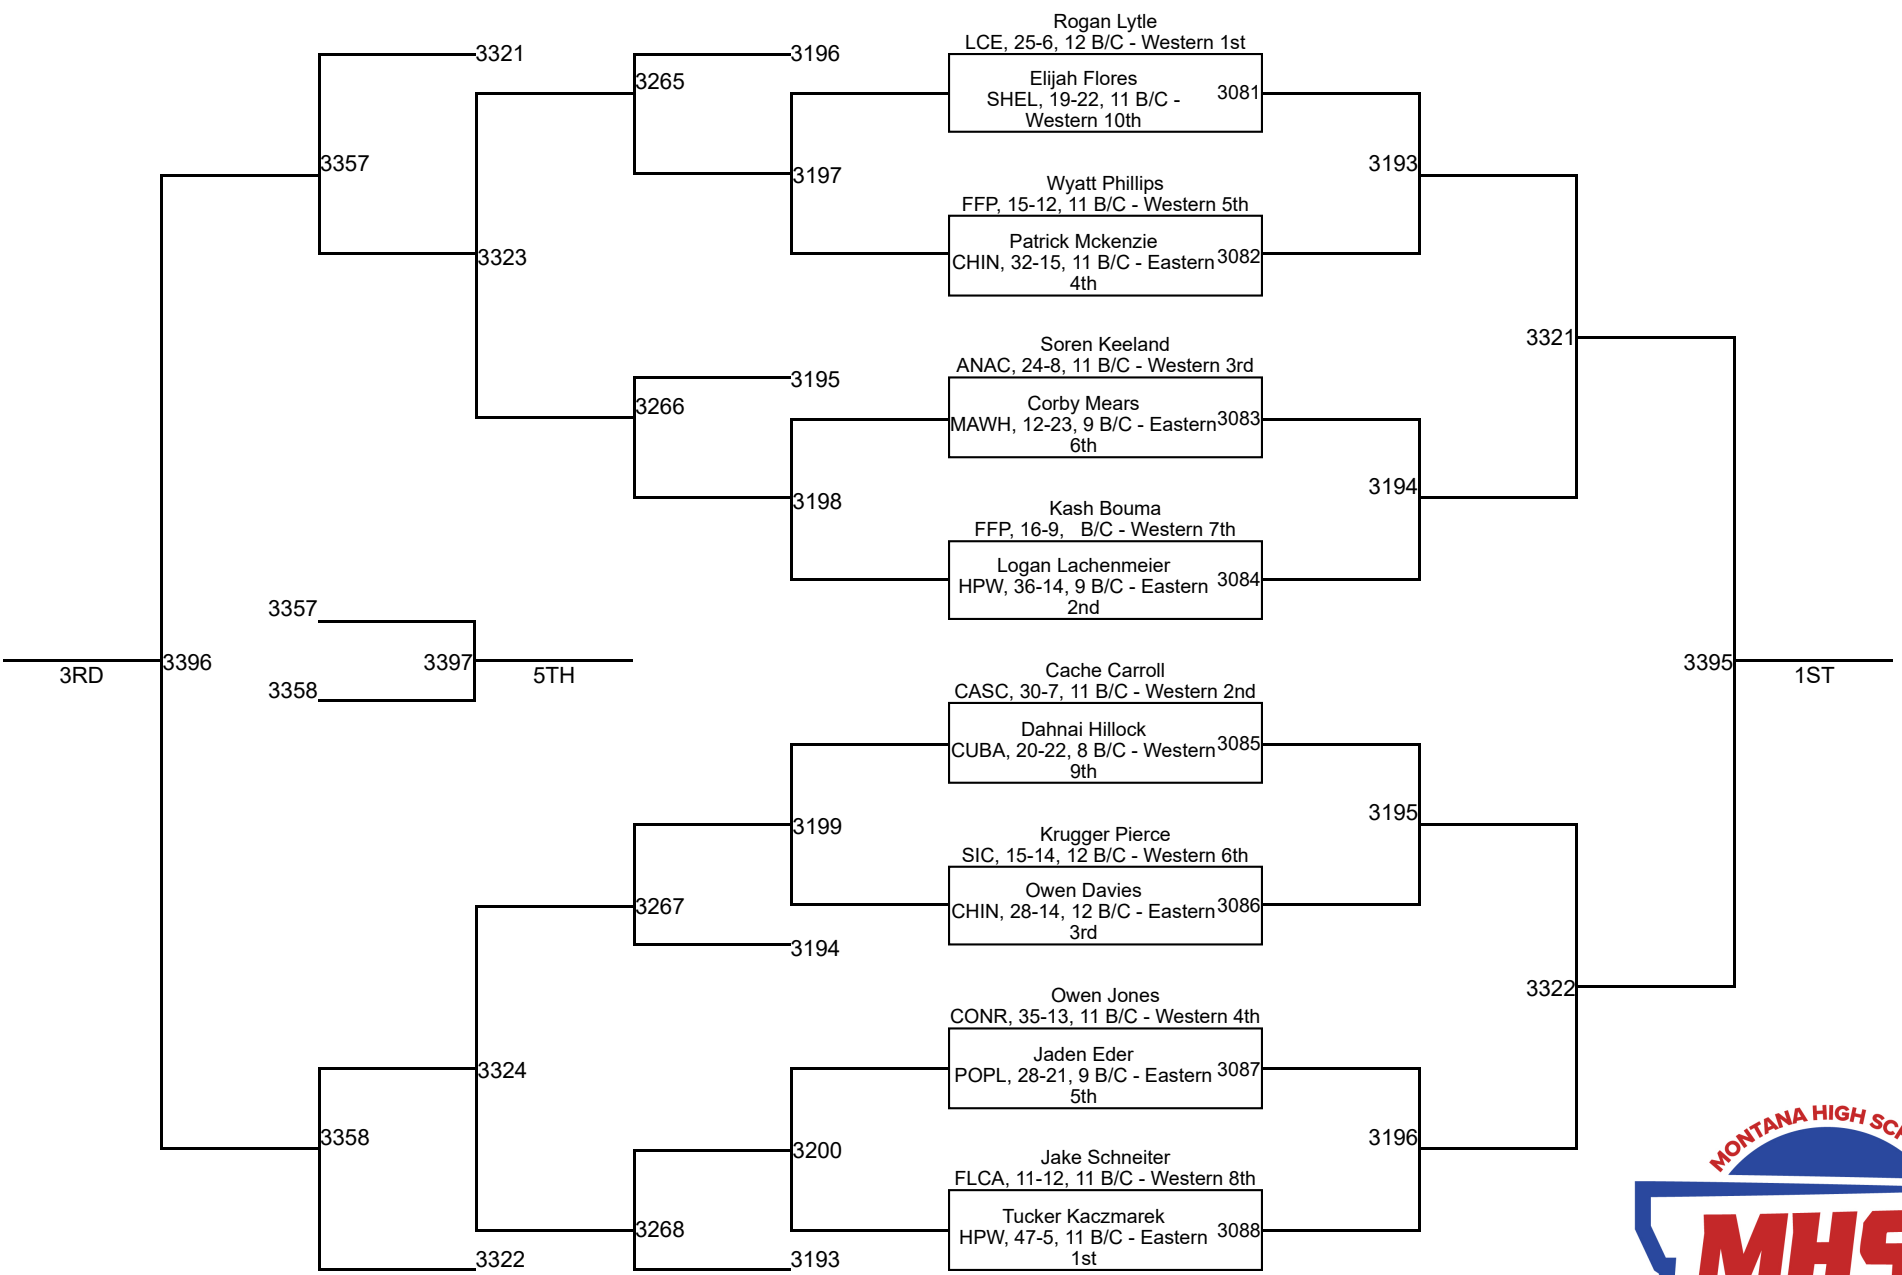 Rogan Lytle
LCE, 25-6, 12 B/C - Western 1st
3321
3196
3265
Elijah Flores
SHEL, 19-22, 11 B/C -
Western 10th
3081
3357
3197
3193
Wyatt Phillips
FFP, 15-12, 11 B/C - Western 5th
Patrick Mckenzie
CHIN, 32-15, 11 B/C - Eastern
4th
3082
3323
3321
Soren Keeland
ANAC, 24-8, 11 B/C - Western 3rd
3195
3266
Corby Mears
MAWH, 12-23, 9 B/C - Eastern
6th
3083
3198
3194
Kash Bouma
FFP, 16-9, B/C - Western 7th
Logan Lachenmeier
HPW, 36-14, 9 B/C - Eastern
2nd
3084
3357
3RD
3396
3397
5TH
3358
3395
1ST
Cache Carroll
CASC, 30-7, 11 B/C - Western 2nd
Dahnai Hillock
CUBA, 20-22, 8 B/C - Western
9th
3085
3199
3195
Krugger Pierce
SIC, 15-14, 12 B/C - Western 6th
3267
Owen Davies
CHIN, 28-14, 12 B/C - Eastern
3rd
3086
3194
3322
Owen Jones
CONR, 35-13, 11 B/C - Western 4th
3324
Jaden Eder
POPL, 28-21, 9 B/C - Eastern
5th
3087
3358
3200
3196
Jake Schneiter
FLCA, 11-12, 11 B/C - Western 8th
3268
Tucker Kaczmarek
HPW, 47-5, 11 B/C - Eastern
1st
3088
3322
3193
MONTANA HIGH SCH
MHS